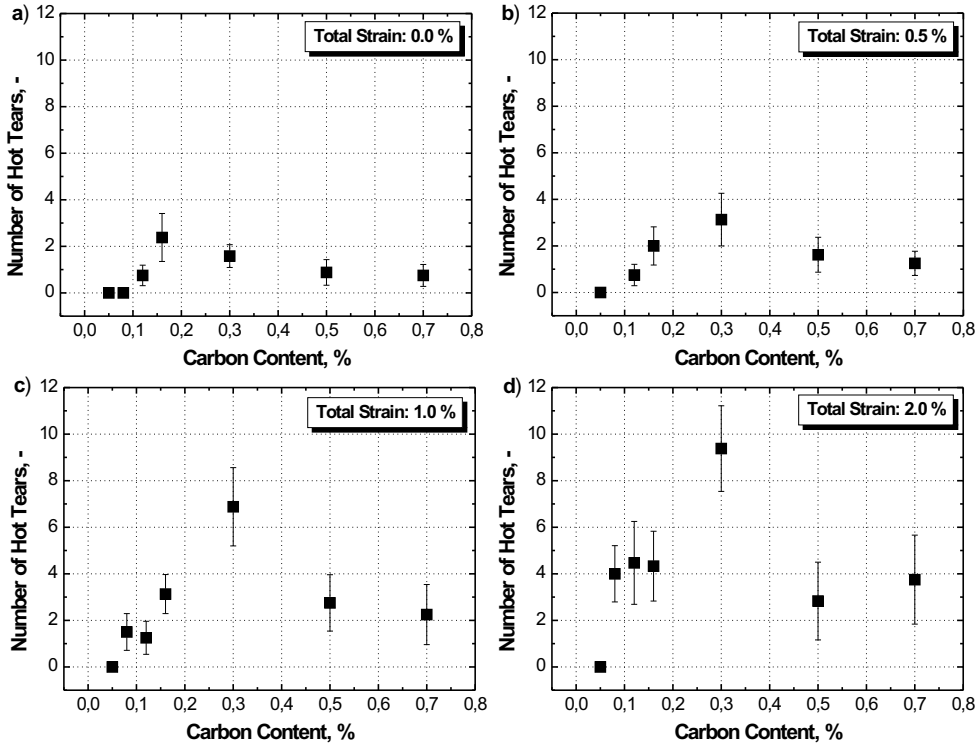 a)
Total Strain: 0.0 %
Number of Hot Tears, -
12
10
8
6
4
2
0
0,0 0,1 0,2 0,3 0,4 0,5 0,6 0,7 0,8
Carbon Content, %
b)
Total Strain: 0.5 %
Number of Hot Tears, -
12
10
8
6
4
2
0
0,0 0,1 0,2 0,3 0,4 0,5 0,6 0,7 0,8
Carbon Content, %
c)
Total Strain: 1.0 %
Number of Hot Tears, -
12
10
8
6
4
2
0
0,0 0,1 0,2 0,3 0,4 0,5 0,6 0,7 0,8
Carbon Content, %
d)
Total Strain: 2.0 %
Number of Hot Tears, -
12
10
8
6
4
2
0
0,0 0,1 0,2 0,3 0,4 0,5 0,6 0,7 0,8
Carbon Content, %